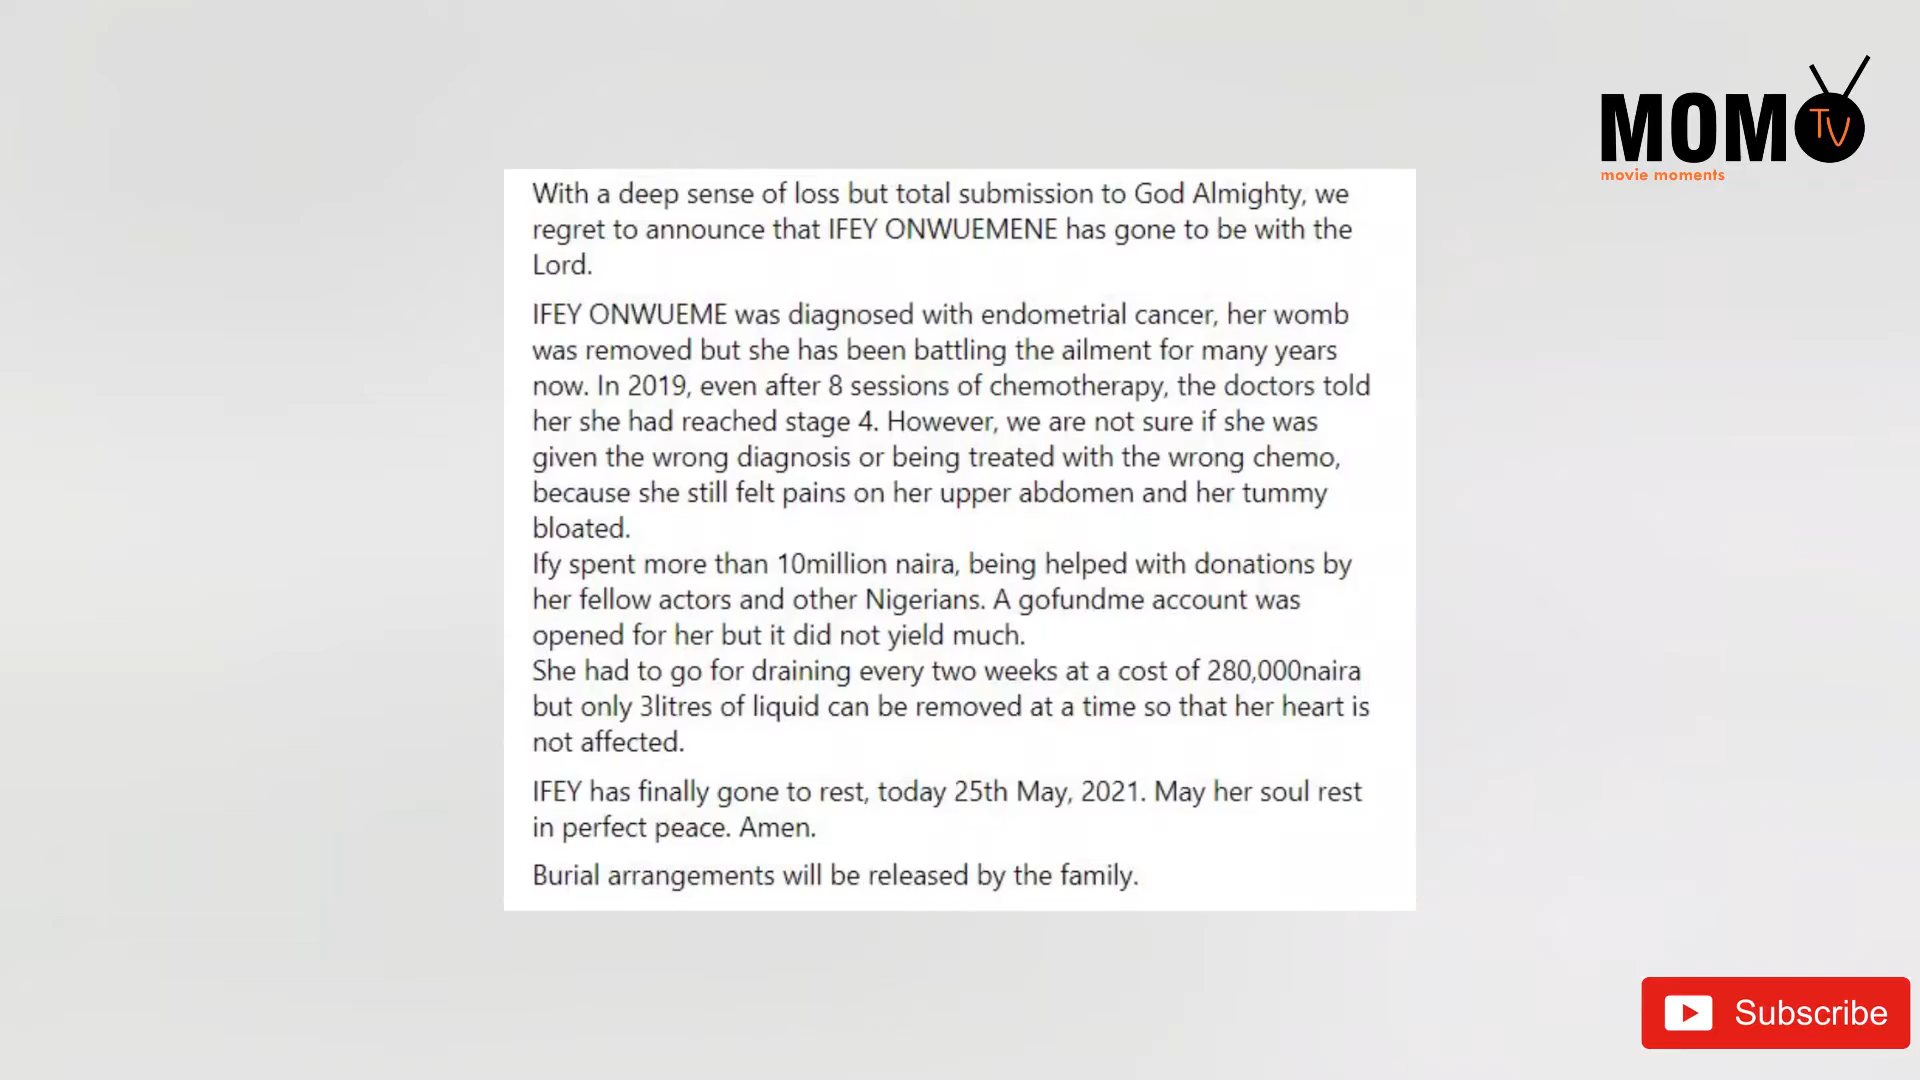 MOMO
TV
movie moments
With a deep sense of loss but total submission to God Almighty, we
regret to announce that IFEY ONWUEMENE has gone to be with the
Lord.
IFEY ONWUEME was diagnosed with endometrial cancer, her womb
was removed but she has been battling the ailment for many years
now. In 2019, even after 8 sessions of chemotherapy, the doctors told
her she had reached stage 4. However, we are not sure if she was
given the wrong diagnosis or being treated with the wrong chemo,
because she still felt pains on her upper abdomen and her tummy
bloated.
Ify spent more than 10million naira, being helped with donations by
her fellow actors and other Nigerians. A gofundme account was
opened for her but it did not yield much.
She had to go for draining every two weeks at a cost of 280,000naira
but only 3litres of liquid can be removed at a time so that her heart is
not affected.
IFEY has finally gone to rest, today 25th May, 2021. May her soul rest
in perfect peace. Amen.
Burial arrangements will be released by the family.
Subscribe